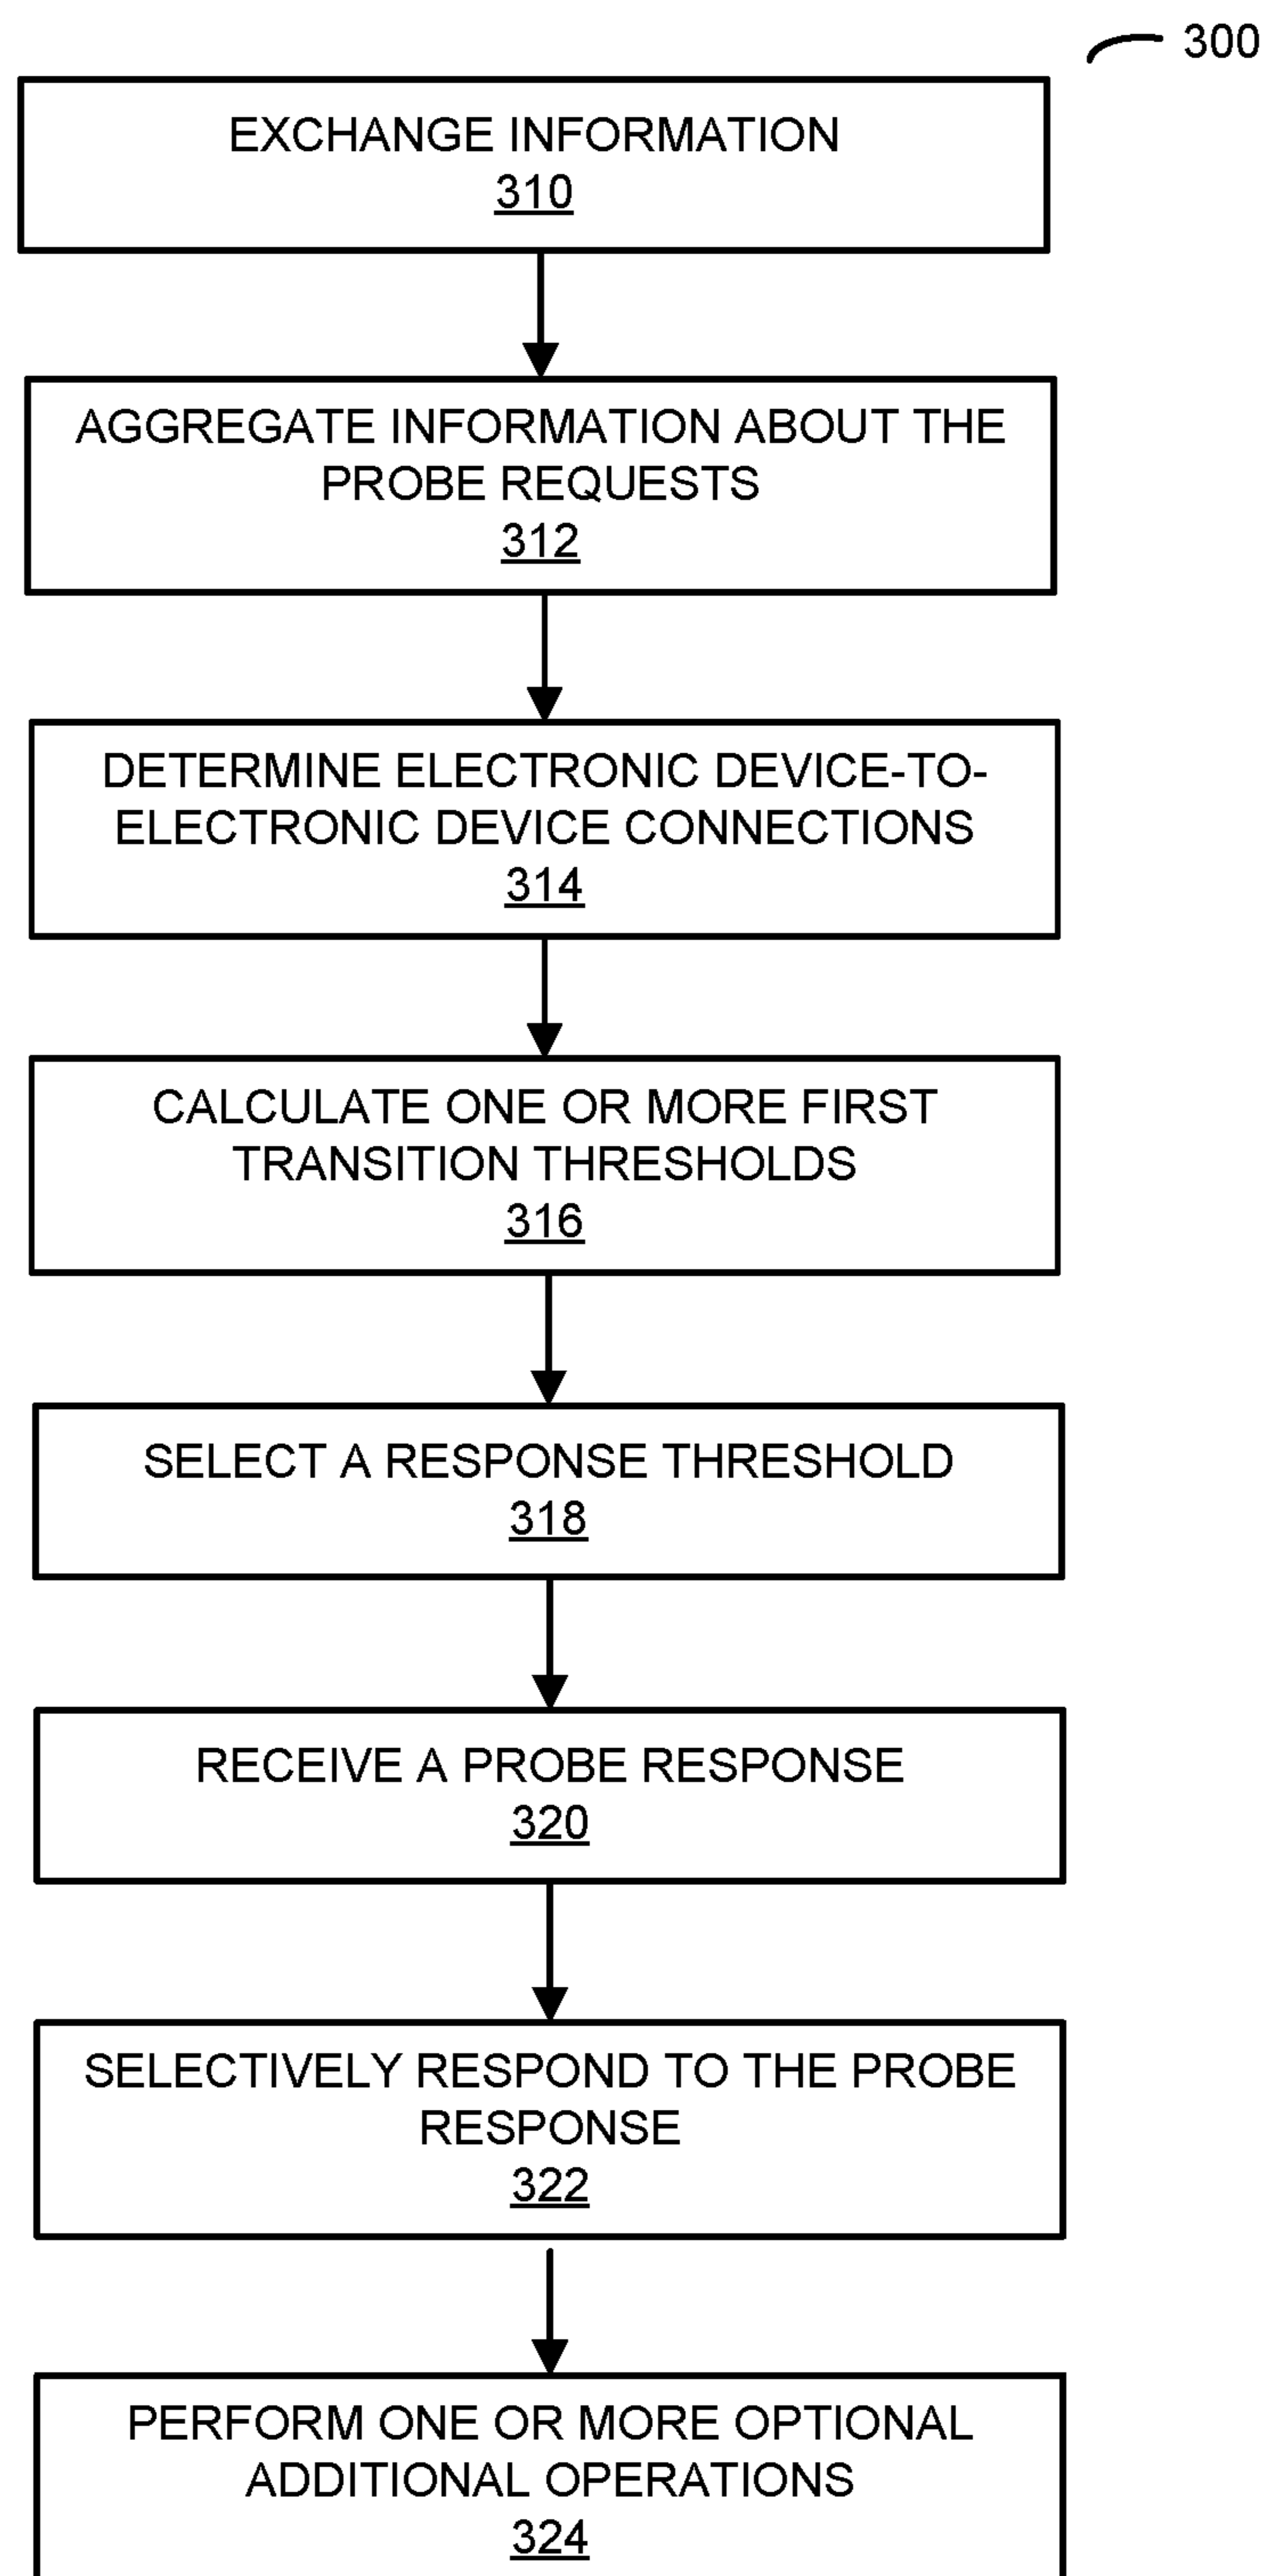 300
EXCHANGE INFORMATION
310
AGGREGATE INFORMATION ABOUT THE
PROBE REQUESTS
312
DETERMINE ELECTRONIC DEVICE-TO-
ELECTRONIC DEVICE CONNECTIONS
314
CALCULATE ONE OR MORE FIRST
TRANSITION THRESHOLDS
316
SELECT A RESPONSE THRESHOLD
318
RECEIVE A PROBE RESPONSE
320
SELECTIVELY RESPOND TO THE PROBE
RESPONSE
322
PERFORM ONE OR MORE OPTIONAL
ADDITIONAL OPERATIONS
324